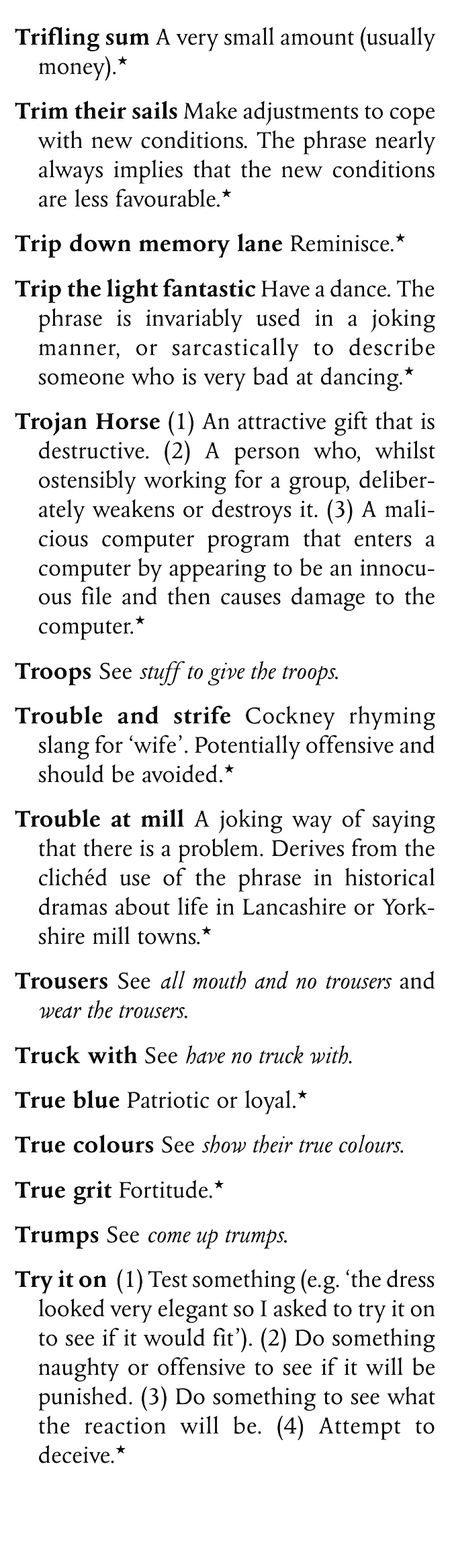 Trifling sum A very small amount (usually
money).★
Trim their sails Make adjustments to cope
with new conditions. The phrase nearly
always implies that the new conditions
are less favourable.★
Trip down memory lane Reminisce.★
Trip the light fantastic Have a dance. The
phrase is invariably used in a joking
manner, or sarcastically to describe
someone who is very bad at dancing.★
Trojan Horse (1) An attractive gift that is
destructive. (2) A person who, whilst
ostensibly working for a group, deliber-
ately weakens or destroys it. (3) A mali-
cious computer program that enters a
computer by appearing to be an innocu-
ous file and then causes damage to the
computer.★
Troops See stuff to give the troops.
Trouble and strife Cockney rhyming
slang for ‘wife’. Potentially offensive and
should be avoided.★
Trouble at mill A joking way of saying
that there is a problem. Derives from the
clichéd use of the phrase in historical
dramas about life in Lancashire or York-
shire mill towns.★
Trousers See all mouth and no trousers and
wear the trousers.
Truck with See have no truck with.
True blue Patriotic or loyal.★
True colours See show their true colours.
True grit Fortitude.★
Trumps See come up trumps.
Try it on (1) Test something (e.g. ‘the dress
looked very elegant so I asked to try it on
to see if it would fit’). (2) Do something
naughty or offensive to see if it will be
punished. (3) Do something to see what
the reaction will be. (4) Attempt to
deceive.★